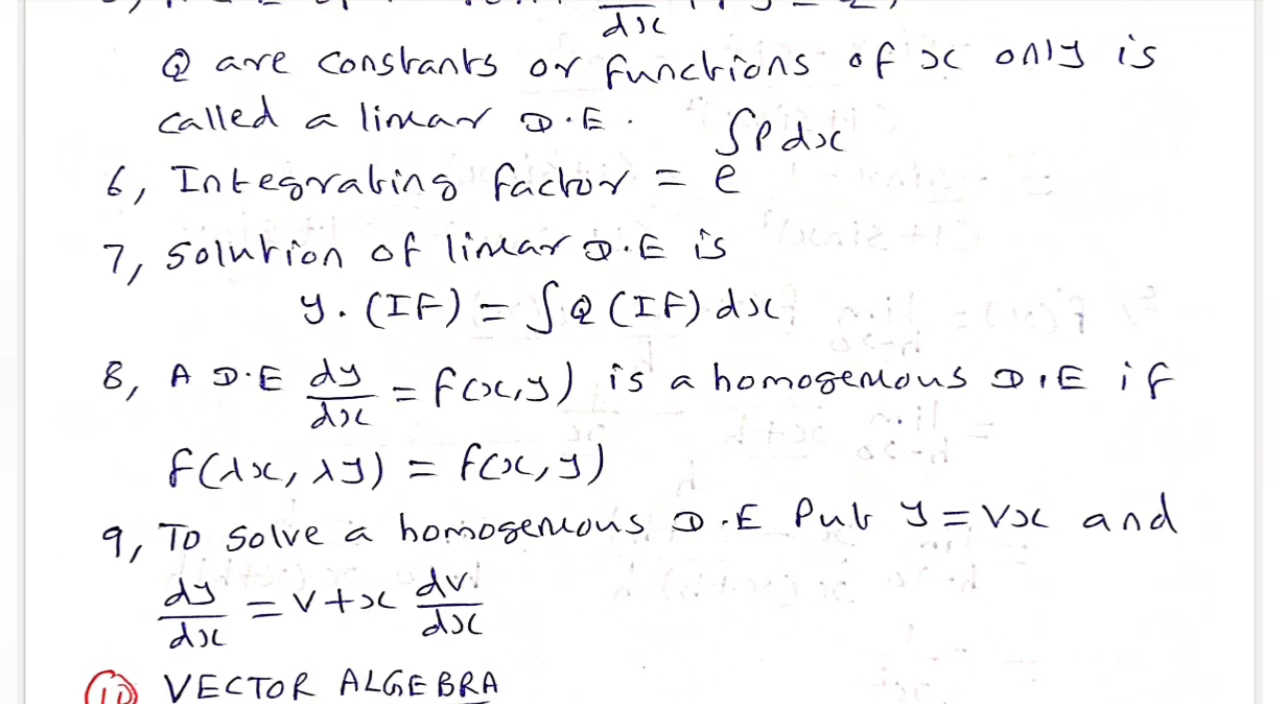 dx
Q are constants or functions of x only is
called a linear D.E.
6, Integrating factor = e^∫P dx
7, Solution of linear D.E is
y. (IF) = ∫Q (IF) dx
8, A D.E dy/dx = f(x,y) is a homogeneous D.E if
f(λx, λy) = f(x, y)
9, To solve a homogeneous D.E Put y = vx and
dy/dx = v + x dv/dx
VECTOR ALGEBRA